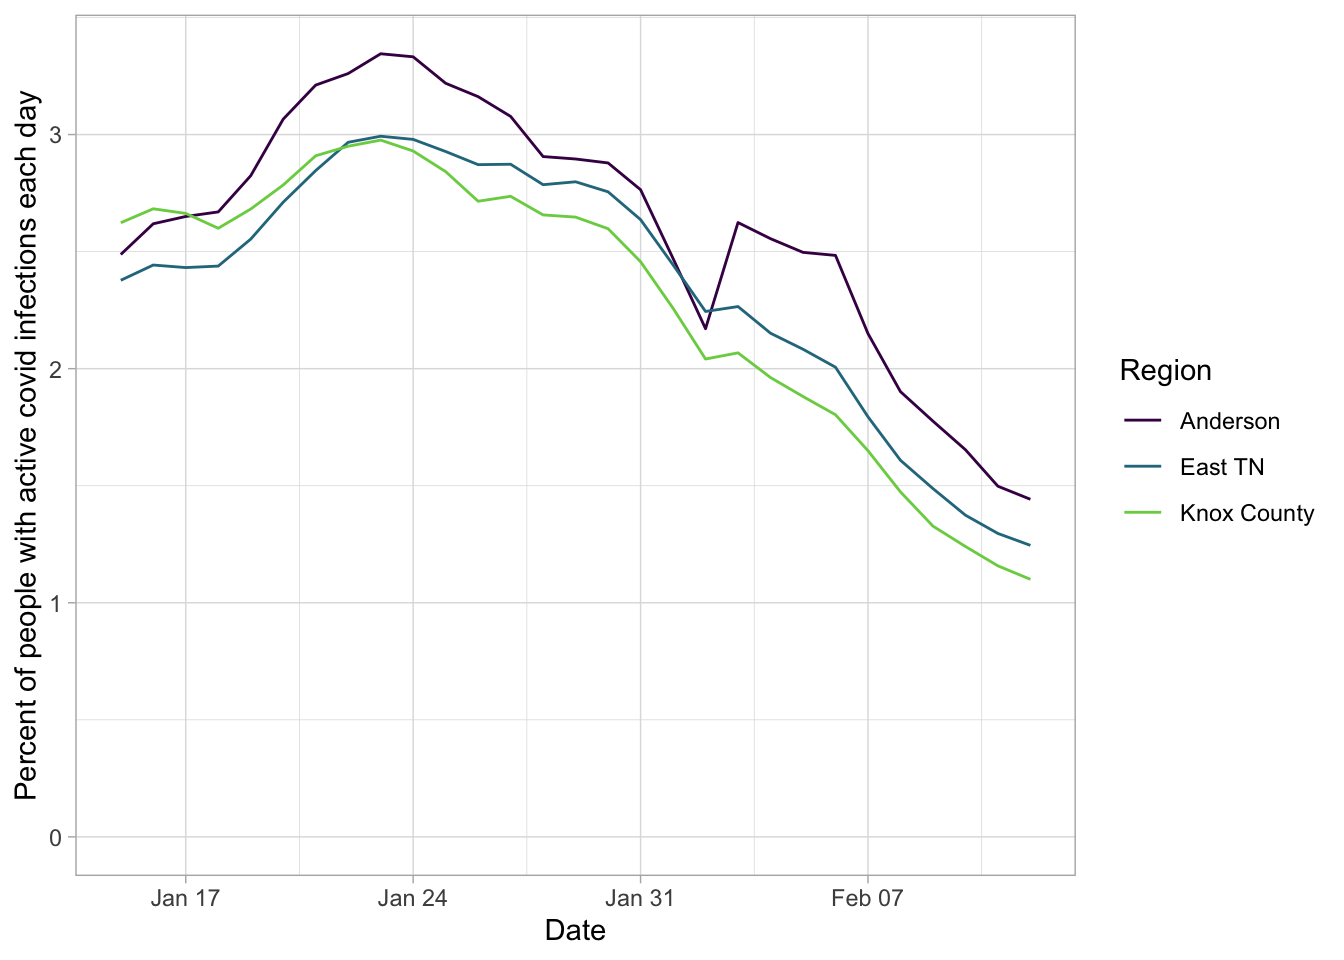 Percent of people with active covid infections each day
3
2
1
0
Jan 17
Jan 24
Jan 31
Feb 07
Date
Region
Anderson
East TN
Knox County